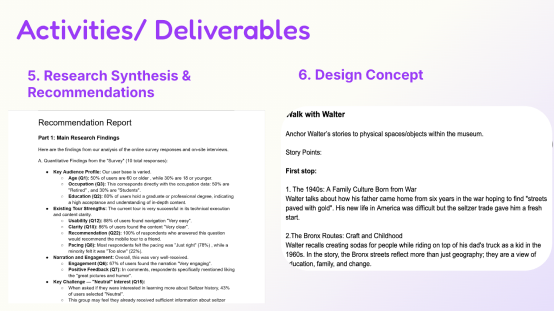 Activities/ Deliverables
5. Research Synthesis &
Recommendations
Recommendation Report
Part 1: Main Research Findings
Here are the findings from our analysis of the online survey responses and on-site interviews.
A. Quantitative Findings from the "Survey" (10 total responses)
Key Audience Profile: Our user base is varied.
Age (Q1): 50% of users are 60 or older, while 30% are 18 or younger.
Occupation (Q3): This corresponds directly with the occupation data: 50% are
"Retired", and 30% are "Students".
Education (Q2): 60% of users hold a graduate or professional degree, indicating
a high acceptance and understanding of in-depth content.
Existing Tour Strengths: The current tour is very successful in its technical execution
and content clarity.
Usability (Q12): 88% of users found navigation "Very easy".
Clarity (Q10): 86% of users found the content "Very clear".
Recommendation (Q22): 100% of respondents who answered this question
would recommend the mobile tour to a friend.
Pacing (Q8): Most respondents felt the pacing was "Just right" (78%), while a
minority felt it was "Too slow" (22%).
Narration and Engagement: Overall, this was very well-received.
Engagement (Q6): 67% of users found the narration "Very engaging".
Positive Feedback (Q7): In comments, respondents specifically mentioned liking
the "great pictures and humor".
Key Challenge — "Neutral" Interest (Q18):
When asked if they were interested in learning more about Seltzer history, 43%
of users selected "Neutral".
This group may feel they already received sufficient information about seltzer
6. Design Concept
Walk with Walter
Anchor Walter's stories to physical spaces/objects within the museum.
Story Points:
First stop:
1. The 1940s: A Family Culture Born from War
Walter talks about how his father came home from six years in the war hoping to find "streets
paved with gold". His new life in America was difficult but the seltzer trade gave him a fresh
start.
2.The Bronx Routes: Craft and Childhood
Walter recalls creating sodas for people while riding on top of his dad's truck as a kid in the
1960s. In the story, the Bronx streets reflect more than just geography; they are a view of
education, family, and change.